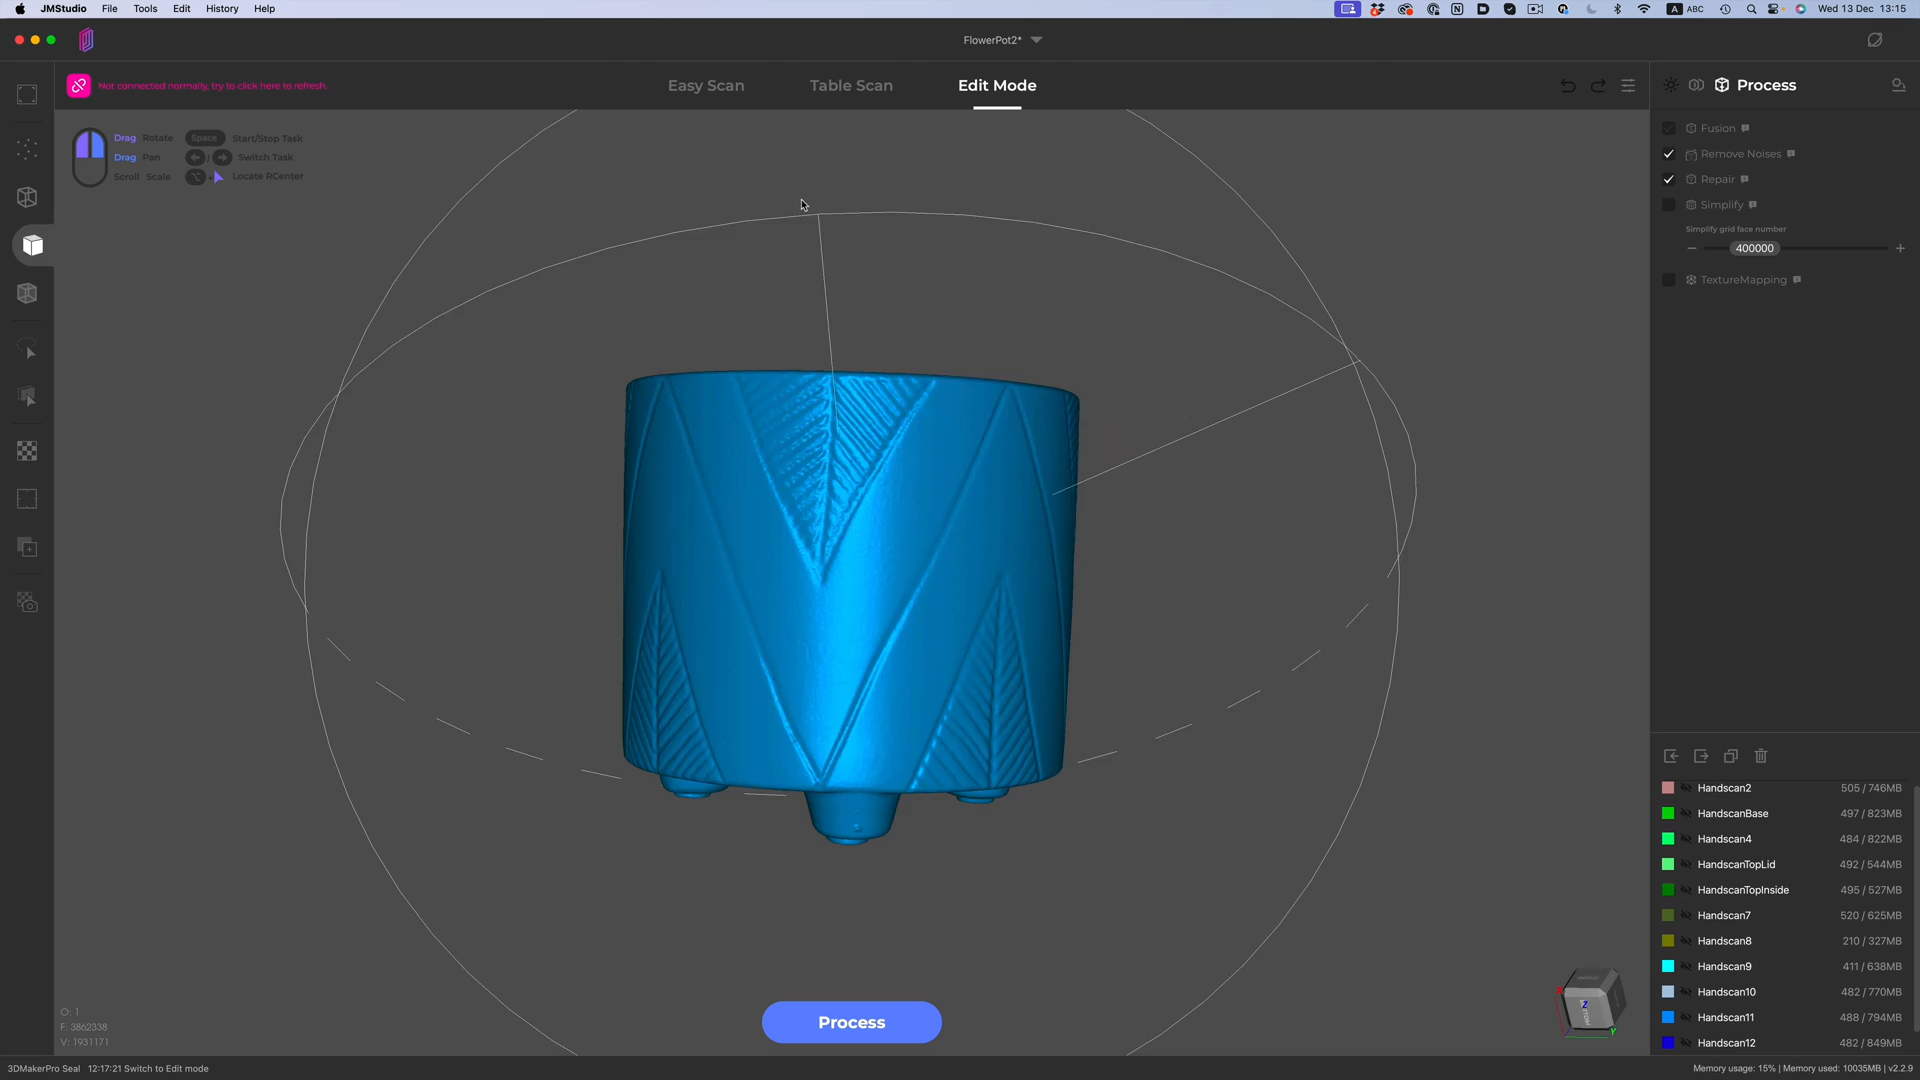 JMStudio File Tools Edit History Help
A ABC Wed 13 Dec 13:15
FlowerPot2*
Not connected normally, try to click here to refresh.
Easy Scan Table Scan Edit Mode
Process
Drag Rotate Space Start/Stop Task
Drag Pan / Switch Task
Scroll Scale + Locate RCenter
Fusion
Remove Noises
Repair
Simplify
Simplify grid face number
400000
TextureMapping
Handscan2 505 / 746MB
HandscanBase 497 / 823MB
Handscan4 484 / 822MB
HandscanTopLid 492 / 544MB
HandscanTopInside 495 / 527MB
Handscan7 520 / 625MB
Handscan8 210 / 327MB
Handscan9 411 / 638MB
Handscan10 482 / 770MB
Handscan11 488 / 794MB
Handscan12 482 / 849MB
Z
Y
O: 1
F: 3862338
V: 1931171
Process
3DMakerPro Seal 12:17:21 Switch to Edit mode
Memory usage: 15% | Memory used: 10035MB | v2.2.9